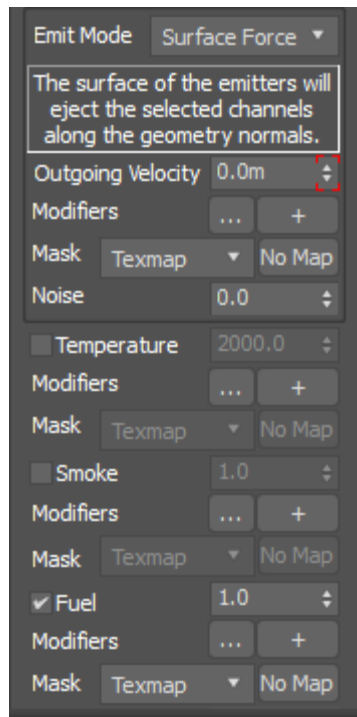 Emit Mode Surface Force
The surface of the emitters will
eject the selected channels
along the geometry normals.
Outgoing Velocity 0.0m
Modifiers ... +
Mask Texmap No Map
Noise 0.0
Temperature 2000.0
Modifiers ... +
Mask Texmap No Map
Smoke 1.0
Modifiers ... +
Mask Texmap No Map
Fuel 1.0
Modifiers ... +
Mask Texmap No Map